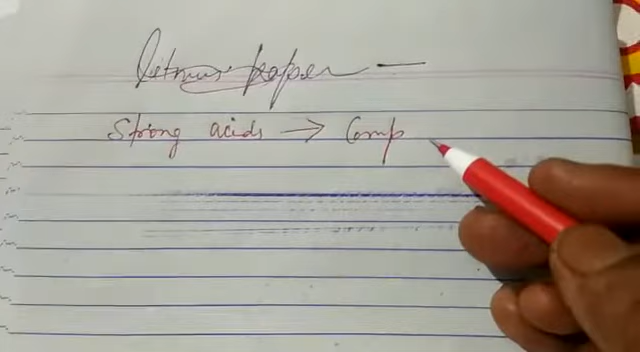 litmus paper —
Strong acids → Comp